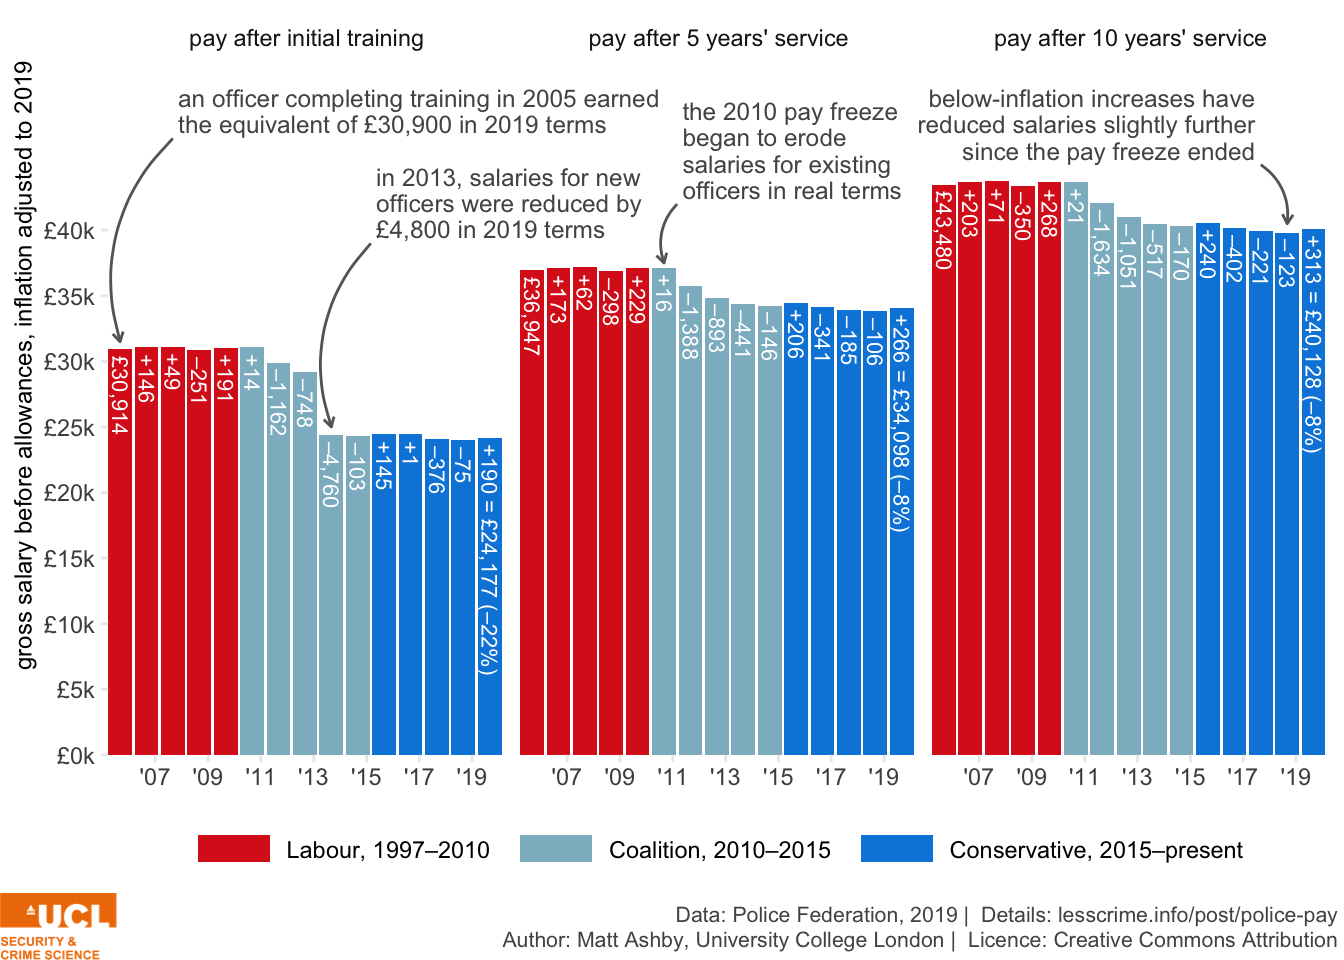 pay after initial training
pay after 5 years' service
pay after 10 years' service
gross salary before allowances, inflation adjusted to 2019
an officer completing training in 2005 earned
the equivalent of £30,900 in 2019 terms
in 2013, salaries for new
officers were reduced by
£4,800 in 2019 terms
the 2010 pay freeze
began to erode
salaries for existing
officers in real terms
below-inflation increases have
reduced salaries slightly further
since the pay freeze ended
£40k
£35k
£30k
£25k
£20k
£15k
£10k
£5k
£0k
£30,914
+146
+49
−251
+191
+14
−1,162
−748
−4,760
−103
+145
+1
−376
−75
+190 = £24,177 (−22%)
£36,947
+173
+62
−298
+229
+16
−1,388
−893
−441
−146
+206
−341
−185
−106
+266 = £34,098 (−8%)
£43,480
+203
+71
−350
+268
+21
−1,634
−1,051
−517
−170
+240
−402
−221
−123
+313 = £40,128 (−8%)
'07 '09 '11 '13 '15 '17 '19
'07 '09 '11 '13 '15 '17 '19
'07 '09 '11 '13 '15 '17 '19
Labour, 1997–2010
Coalition, 2010–2015
Conservative, 2015–present
UCL
SECURITY &
CRIME SCIENCE
Data: Police Federation, 2019 | Details: lesscrime.info/post/police-pay
Author: Matt Ashby, University College London | Licence: Creative Commons Attribution